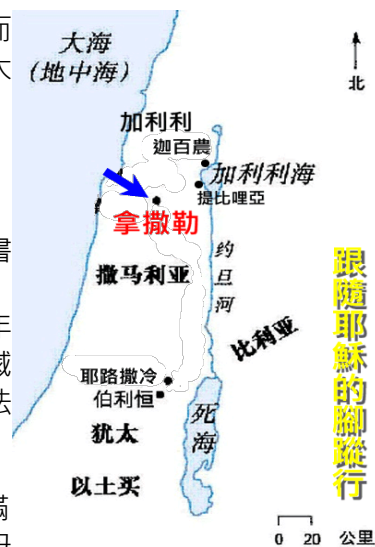 而
大海
(地中海)
北
加利利
迦百農
加利利海
提比哩亞
拿撒勒
書
撒马利亚
约旦河
比利亚
跟隨耶穌的腳蹤行
耶路撒冷
伯利恒
法
死海
犹太
以土买
0 20 公里